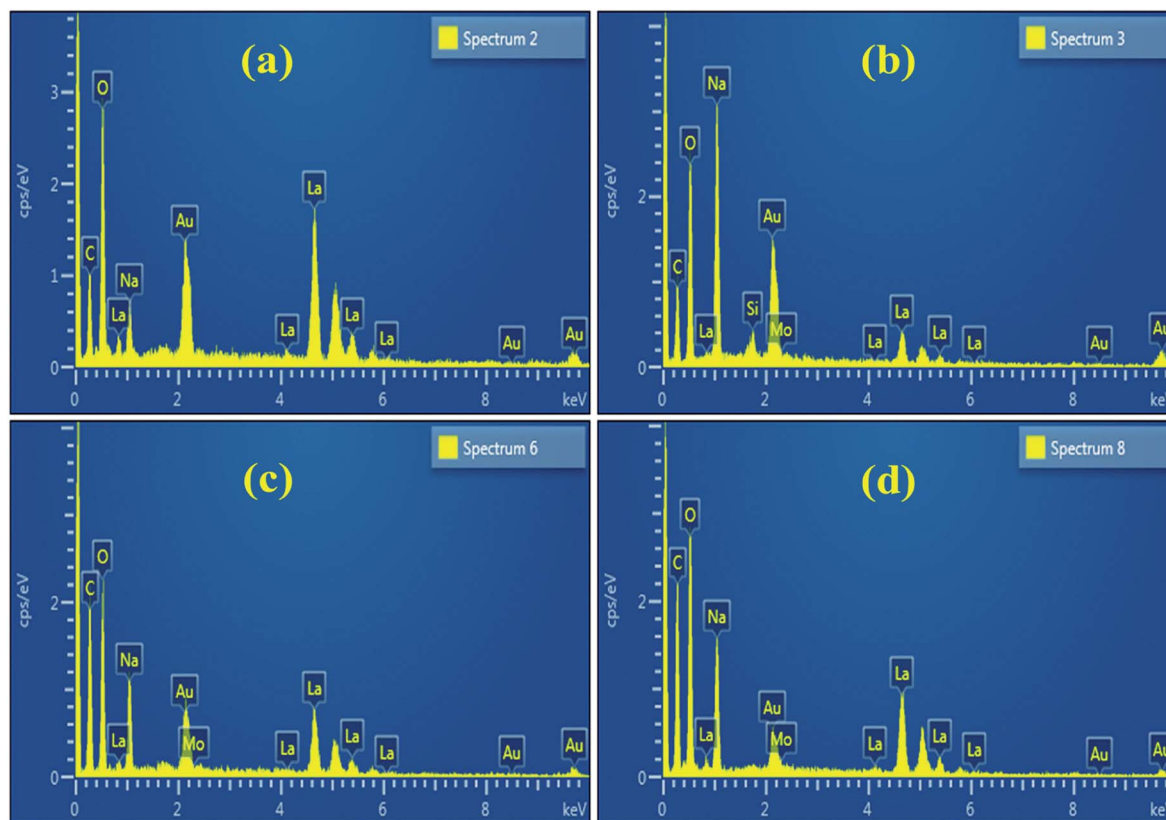 (a)
Spectrum 2
cps/eV
3
2
1
0
O
C
La
Na
Au
La
La
La
La
Au
Au
0 2 4 6 8 keV
(b)
Spectrum 3
cps/eV
2
0
Na
O
C
La
Si
Au
Mo
La
La
La
La
Au
Au
0 2 4 6 8 keV
(c)
Spectrum 6
cps/eV
2
0
O
C
La
Na
Au
Mo
La
La
La
La
Au
Au
0 2 4 6 8 keV
(d)
Spectrum 8
cps/eV
2
0
O
C
La
Na
Au
Mo
La
La
La
La
Au
Au
0 2 4 6 8 keV